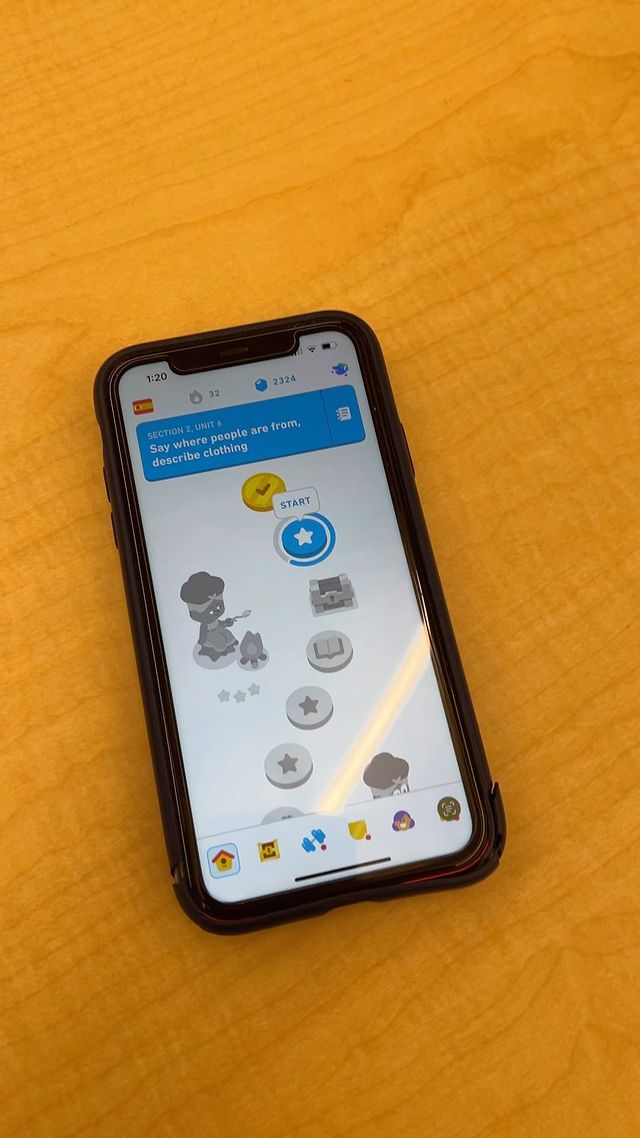 1:20
32
2324
SECTION 2, UNIT 6
Say where people are from,
describe clothing
START